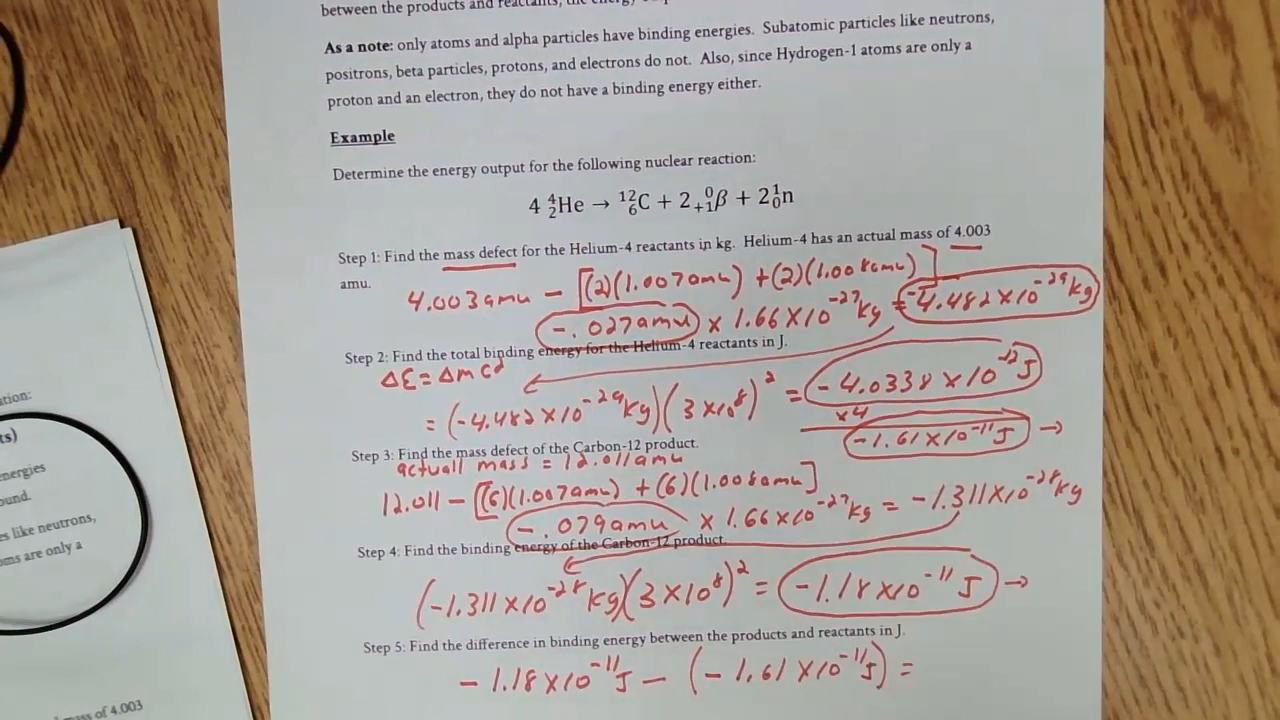 between the products and reactants, the energy
As a note: only atoms and alpha particles have binding energies. Subatomic particles like neutrons,
positrons, beta particles, protons, and electrons do not. Also, since Hydrogen-1 atoms are only a
proton and an electron, they do not have a binding energy either.
Example
Determine the energy output for the following nuclear reaction:
4 ⁴₂He → ¹²₆C + 2 ⁰₊₁β + 2¹₀n
Step 1: Find the mass defect for the Helium-4 reactants in kg. Helium-4 has an actual mass of 4.003
amu.
4.003amu - [(2)(1.007amu) + (2)(1.008amu)]
-.027amu × 1.66×10⁻²⁷kg = -4.482×10⁻²⁹kg
Step 2: Find the total binding energy for the Helium-4 reactants in J.
ΔE = Δmc²
= (-4.482×10⁻²⁹kg)(3×10⁸)² = -4.0338×10⁻¹²J
×4
-1.61×10⁻¹¹J →
Step 3: Find the mass defect of the Carbon-12 product.
actuall mass = 12.011amu
12.011 - [(6)(1.007amu) + (6)(1.008amu]
-.079amu × 1.66×10⁻²⁷kg = -1.311×10⁻²⁸kg
Step 4: Find the binding energy of the Carbon-12 product.
(-1.311×10⁻²⁸kg)(3×10⁸)² = -1.18×10⁻¹¹J →
Step 5: Find the difference in binding energy between the products and reactants in J.
-1.18×10⁻¹¹J - (-1.61×10⁻¹¹J) =
ation:
ts)
nergies
ound.
es like neutrons,
oms are only a
mass of 4.003